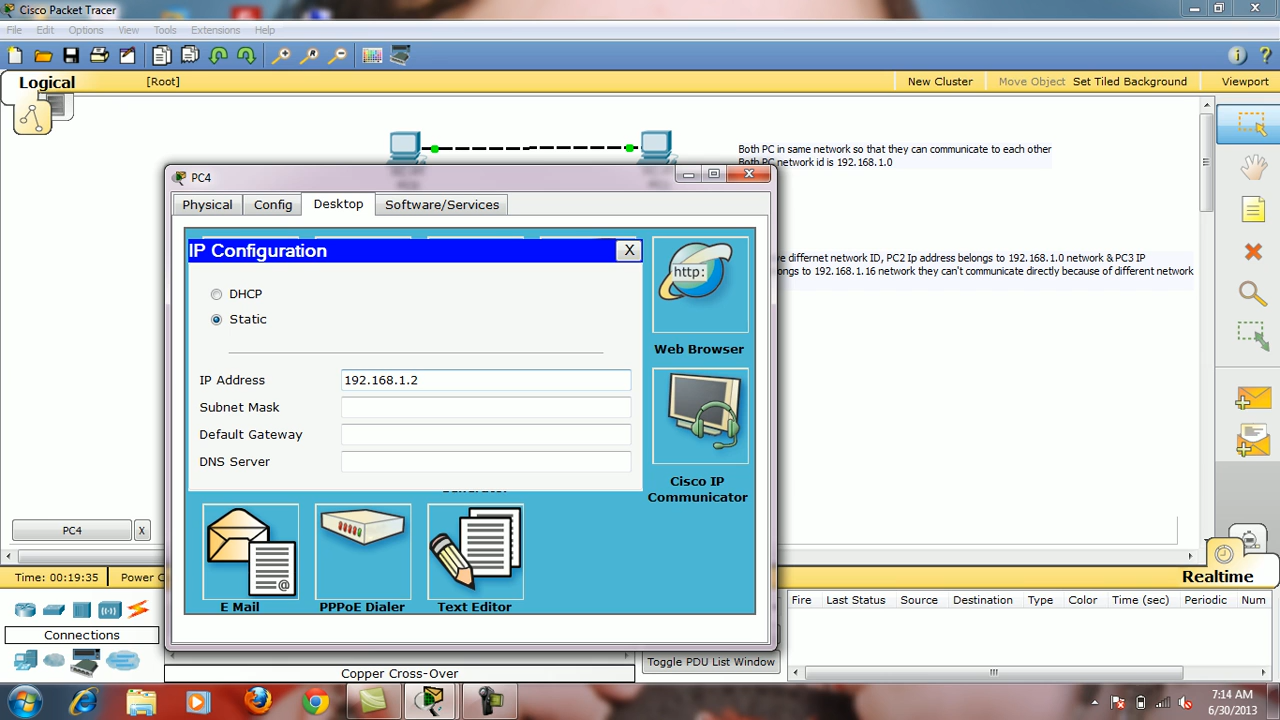 Cisco Packet Tracer
File Edit Options View Tools Extensions Help
Logical
[Root]
New Cluster
Move Object
Set Tiled Background
Viewport
Both PC in same network so that they can communicate to each other
Both PC network id is 192.168.1.0
PC4
Physical
Config
Desktop
Software/Services
IP Configuration
X
http:
ve differnet network ID, PC2 Ip address belongs to 192.168.1.0 network & PC3 IP
ongs to 192.168.1.16 network they can't communicate directly because of different network
DHCP
Static
Web Browser
IP Address 192.168.1.2
Subnet Mask
Default Gateway
DNS Server
Cisco IP
Communicator
PC4 X
E Mail
PPPoE Dialer
Text Editor
Time: 00:19:35
Power C
Realtime
Fire Last Status Source Destination Type Color Time (sec) Periodic Num
Connections
Toggle PDU List Window
Copper Cross-Over
7:14 AM
6/30/2013